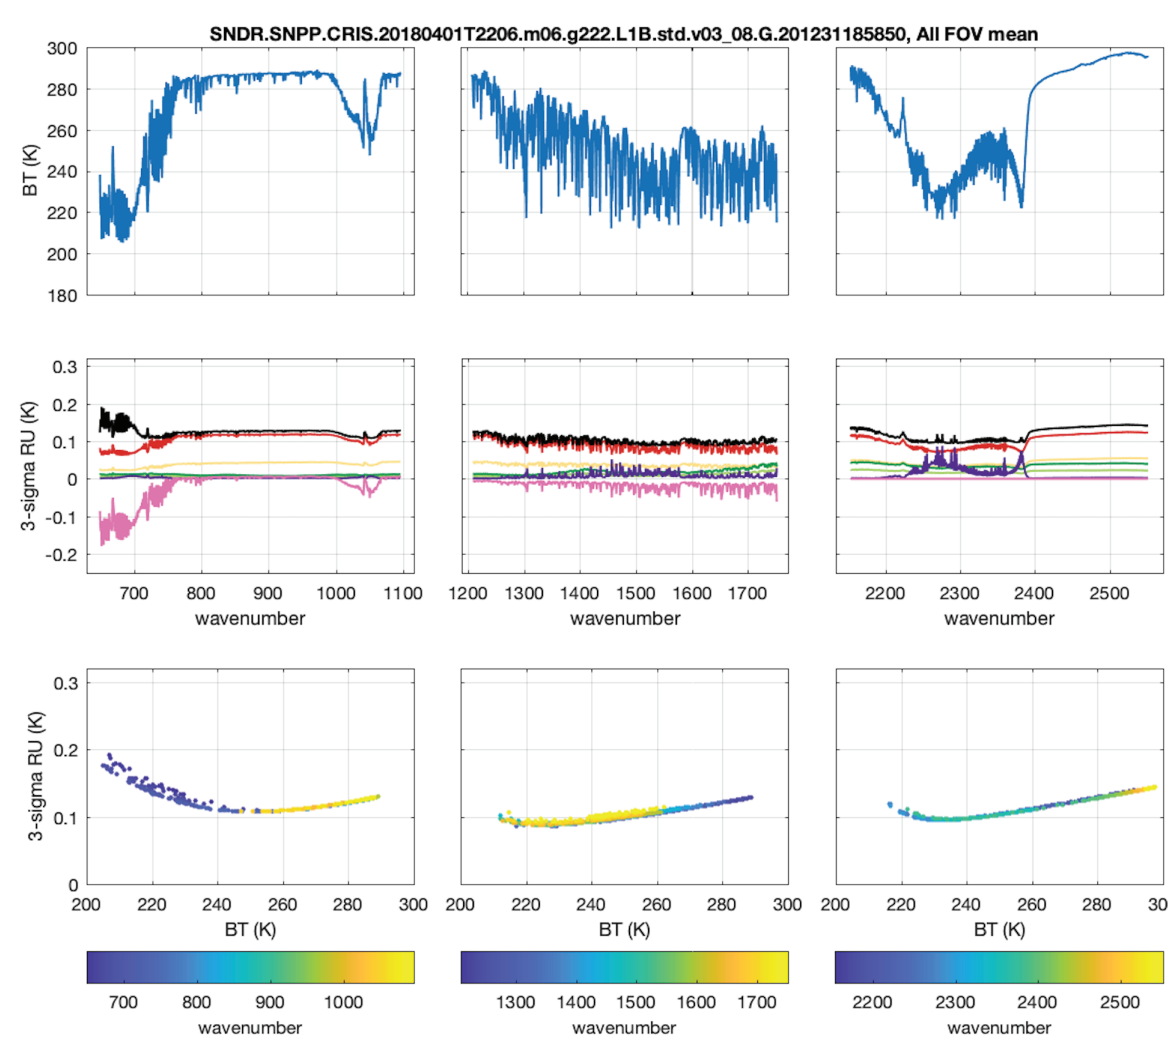 SNDR.SNPP.CRIS.20180401T2206.m06.g222.L1B.std.v03_08.G.201231185850, All FOV mean
300
280
260
240
220
200
180
BT (K)
0.3
0.2
0.1
0
-0.1
-0.2
3-sigma RU (K)
700 800 900 1000 1100
wavenumber
1200 1300 1400 1500 1600 1700
wavenumber
2200 2300 2400 2500
wavenumber
0.3
0.2
0.1
0
3-sigma RU (K)
200 220 240 260 280 300
BT (K)
200 220 240 260 280 300
BT (K)
200 220 240 260 280 30
BT (K)
700 800 900 1000
wavenumber
1300 1400 1500 1600 1700
wavenumber
2200 2300 2400 2500
wavenumber